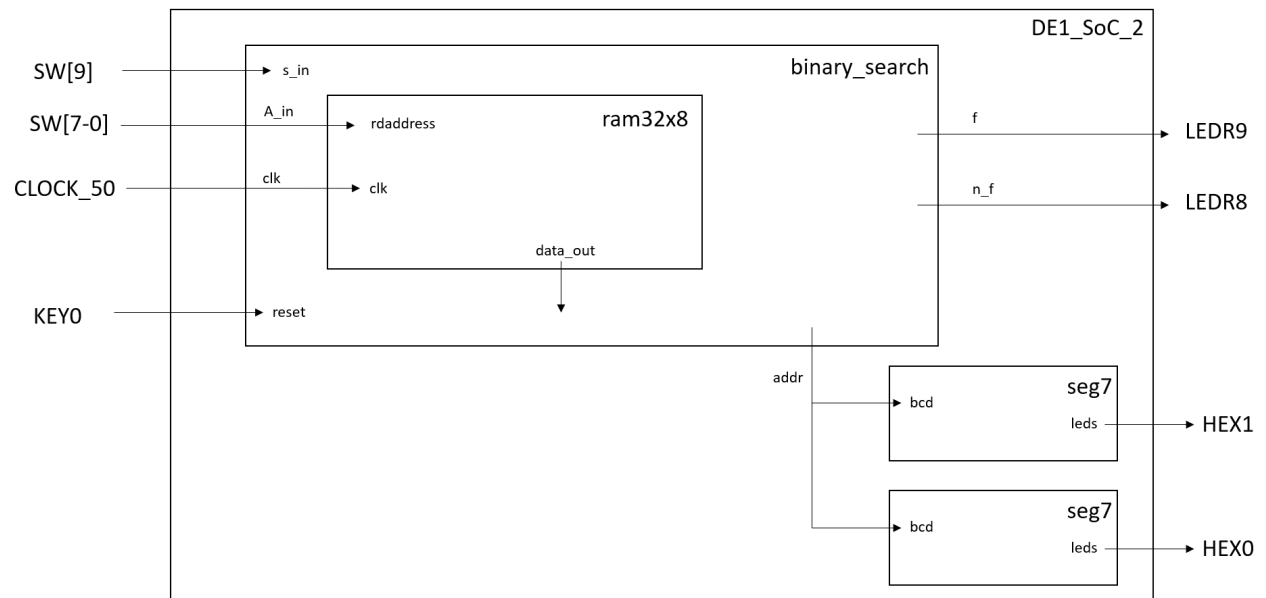 DE1_SoC_2
SW[9]
s_in
binary_search
SW[7-0]
A_in
rdaddress
ram32x8
f
LEDR9
CLOCK_50
clk
clk
n_f
LEDR8
data_out
KEY0
reset
addr
seg7
bcd
leds
HEX1
seg7
bcd
leds
HEX0